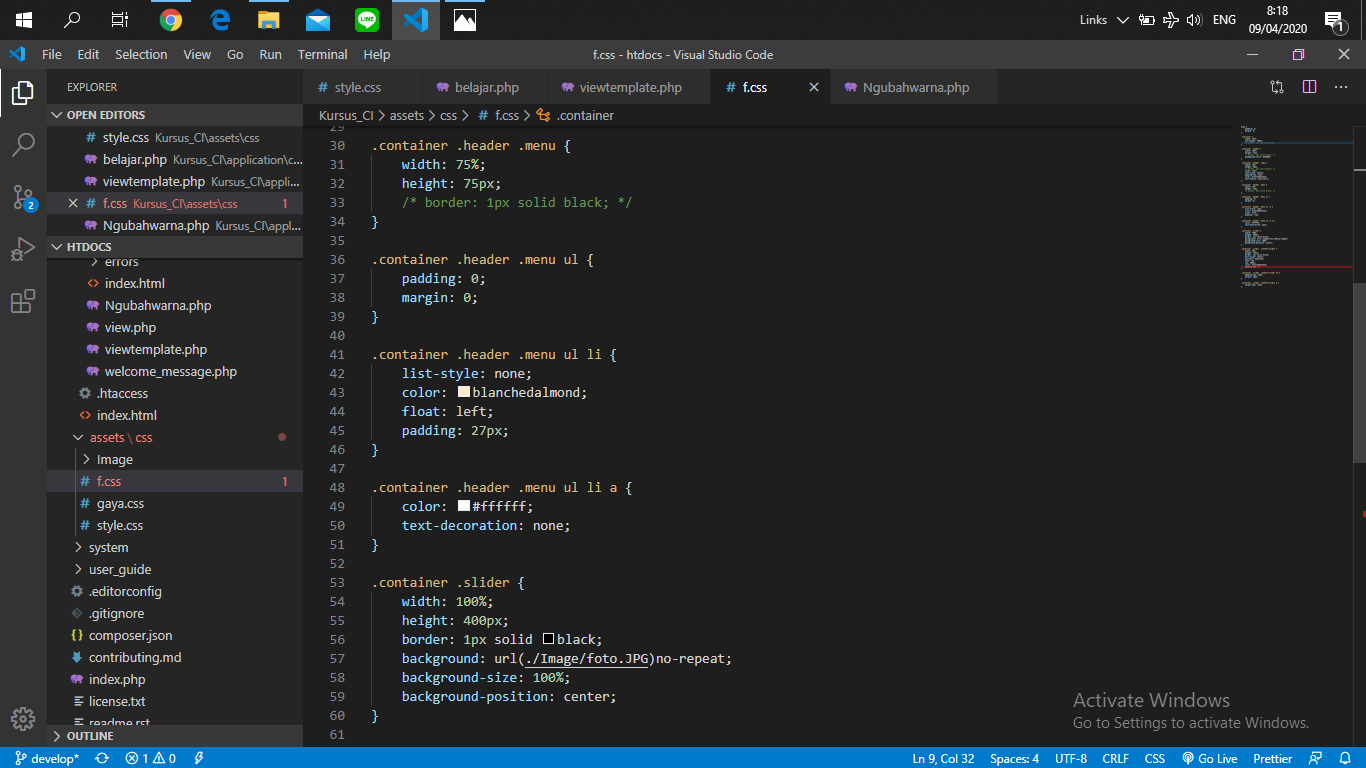 Links
ENG
8:18
09/04/2020
1
File Edit Selection View Go Run Terminal Help
f.css - htdocs - Visual Studio Code
EXPLORER
OPEN EDITORS
# style.css Kursus_CI\assets\css
belajar.php Kursus_CI\application\c...
viewtemplate.php Kursus_CI\appli...
# f.css Kursus_CI\assets\css 1
Ngubahwarna.php Kursus_CI\appl...
2
HTDOCS
errors
<> index.html
Ngubahwarna.php
view.php
viewtemplate.php
welcome_message.php
.htaccess
<> index.html
assets \ css
Image
# f.css 1
# gaya.css
# style.css
system
user_guide
.editorconfig
.gitignore
{} composer.json
contributing.md
index.php
license.txt
readme.rst
OUTLINE
# style.css belajar.php viewtemplate.php # f.css Ngubahwarna.php
Kursus_CI > assets > css > # f.css > .container
29
30 .container .header .menu {
31 width: 75%;
32 height: 75px;
33 /* border: 1px solid black; */
34 }
35
36 .container .header .menu ul {
37 padding: 0;
38 margin: 0;
39 }
40
41 .container .header .menu ul li {
42 list-style: none;
43 color: blanchedalmond;
44 float: left;
45 padding: 27px;
46 }
47
48 .container .header .menu ul li a {
49 color: #ffffff;
50 text-decoration: none;
51 }
52
53 .container .slider {
54 width: 100%;
55 height: 400px;
56 border: 1px solid black;
57 background: url(./Image/foto.JPG)no-repeat;
58 background-size: 100%;
59 background-position: center;
60 }
61
Activate Windows
Go to Settings to activate Windows.
develop* 1 0 Ln 9, Col 32 Spaces: 4 UTF-8 CRLF CSS Go Live Prettier